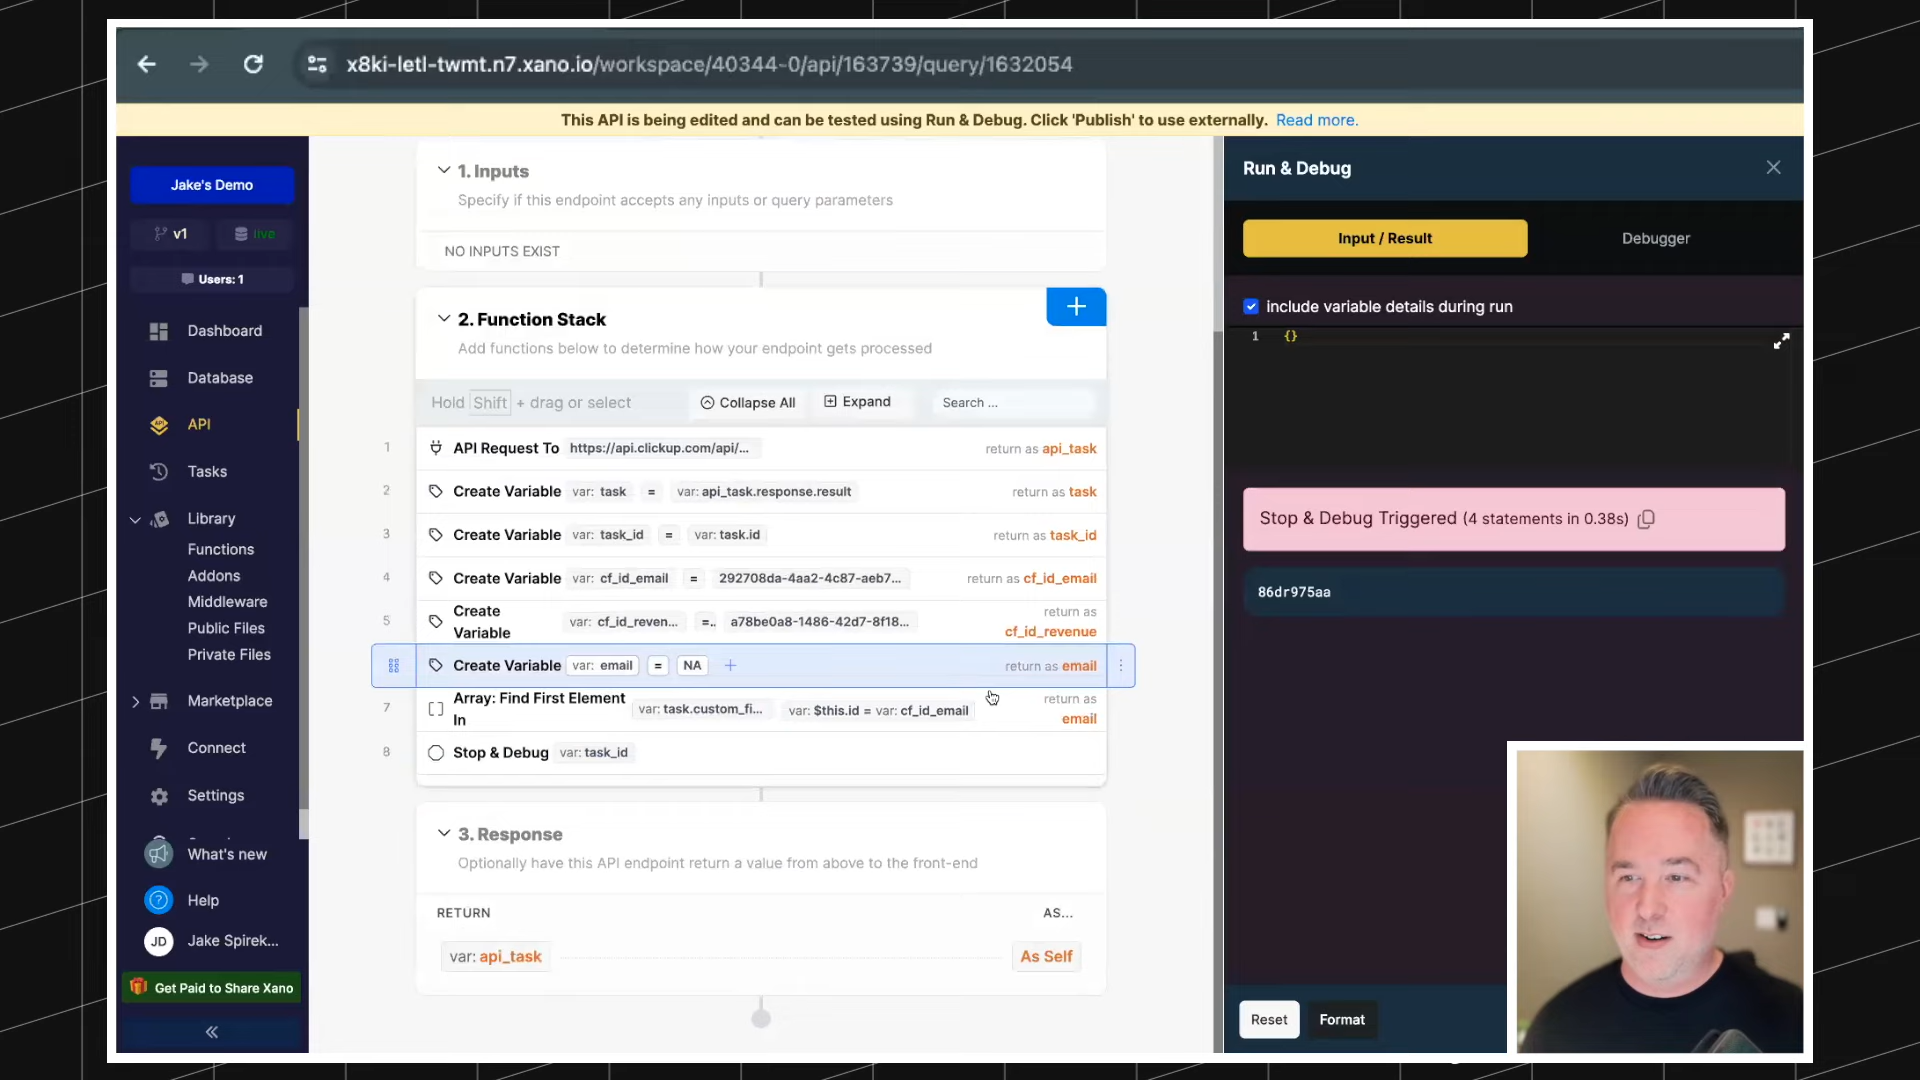 x8ki-letl-twmt.n7.xano.io/workspace/40344-0/api/163739/query/1632054
This API is being edited and can be tested using Run & Debug. Click 'Publish' to use externally. Read more.
Jake's Demo
v1
live
Users: 1
Dashboard
Database
API
Tasks
Library
Functions
Addons
Middleware
Public Files
Private Files
Marketplace
Connect
Settings
What's new
Help
JD Jake Spirek...
Get Paid to Share Xano
1. Inputs
Specify if this endpoint accepts any inputs or query parameters
NO INPUTS EXIST
2. Function Stack
Add functions below to determine how your endpoint gets processed
Hold Shift + drag or select Collapse All Expand Search ...
1 API Request To https://api.clickup.com/api/... return as api_task
2 Create Variable var: task = var: api_task.response.result return as task
3 Create Variable var: task_id = var: task.id return as task_id
4 Create Variable var: cf_id_email = 292708da-4aa2-4c87-aeb7... return as cf_id_email
5 Create Variable var: cf_id_reven... =.. a78be0a8-1486-42d7-8f18... return as cf_id_revenue
Create Variable var: email = NA + return as email
7 Array: Find First Element In var: task.custom_fi... var: $this.id = var: cf_id_email return as email
8 Stop & Debug var: task_id
3. Response
Optionally have this API endpoint return a value from above to the front-end
RETURN AS...
var: api_task As Self
Run & Debug
Input / Result Debugger
include variable details during run
1 {}
Stop & Debug Triggered (4 statements in 0.38s)
86dr975aa
Reset Format